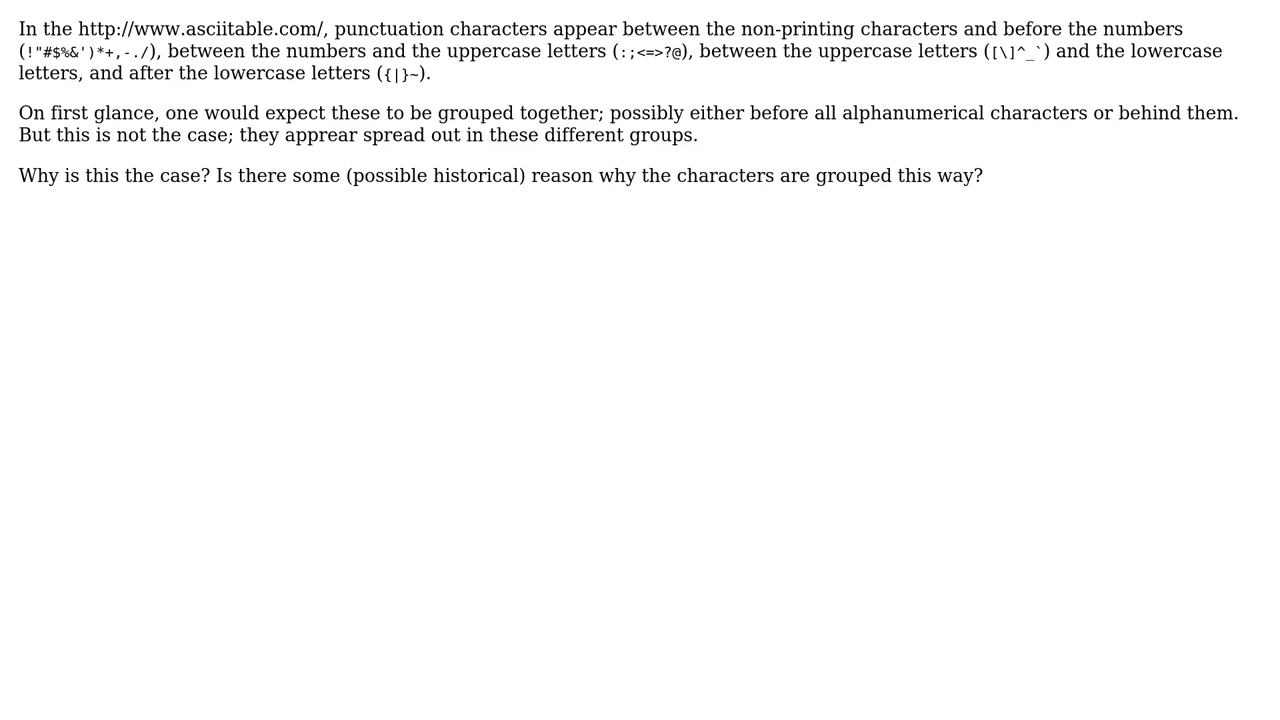 In the http://www.asciitable.com/, punctuation characters appear between the non-printing characters and before the numbers
(!"#$%&')*+,-./), between the numbers and the uppercase letters (:;<=>?@), between the uppercase letters ([\]^_`) and the lowercase
letters, and after the lowercase letters ({|}~).
On first glance, one would expect these to be grouped together; possibly either before all alphanumerical characters or behind them.
But this is not the case; they apprear spread out in these different groups.
Why is this the case? Is there some (possible historical) reason why the characters are grouped this way?